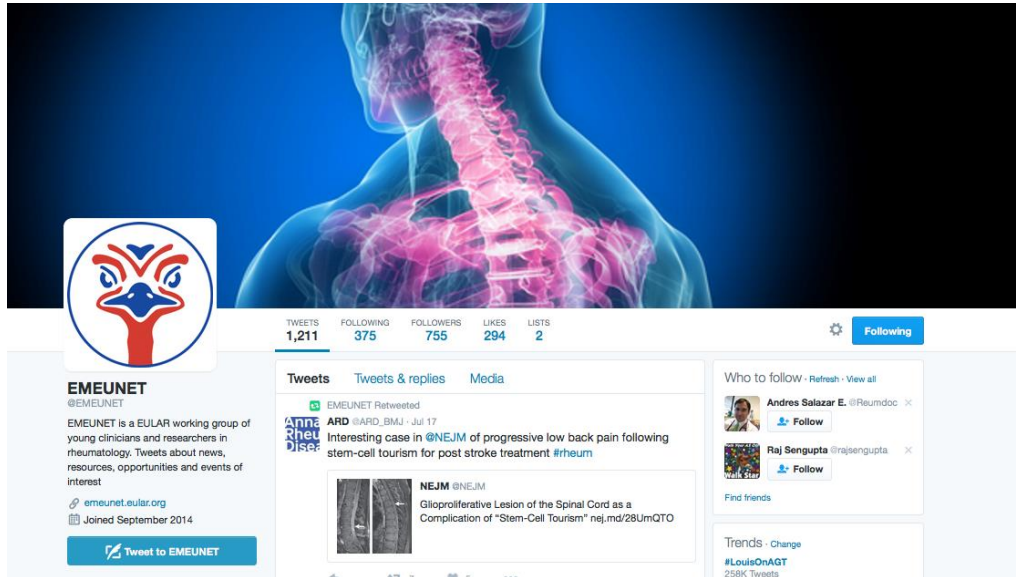 TWEETS FOLLOWING FOLLOWERS LIKES LISTS
1,211 375 755 294 2
Following
EMEUNET
@EMEUNET
EMEUNET is a EULAR working group of
young clinicians and researchers in
rheumatology. Tweets about news,
resources, opportunities and events of
interest
emeunet.eular.org
Joined September 2014
Tweet to EMEUNET
Tweets Tweets & replies Media
EMEUNET Retweeted
Anna
Rheu
Disea
ARD @ARD_BMJ · Jul 17
Interesting case in @NEJM of progressive low back pain following
stem-cell tourism for post stroke treatment #rheum
NEJM @NEJM
Glioproliferative Lesion of the Spinal Cord as a
Complication of “Stem-Cell Tourism” nej.md/28UmQTO
Who to follow · Refresh · View all
Andres Salazar E. @Reumdoc
Follow
Raj Sengupta @rajsengupta
Walk Star
Follow
Find friends
Trends · Change
#LouisOnAGT
258K Tweets